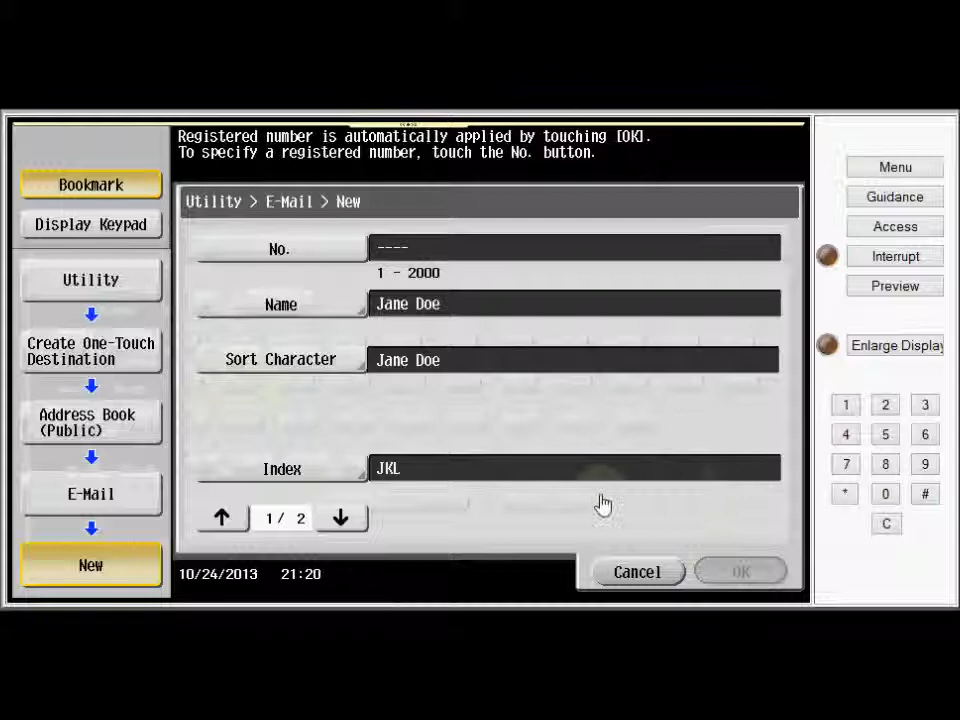 Registered number is automatically applied by touching [OK].
To specify a registered number, touch the No. button.
Bookmark
Display Keypad
Utility
Create One-Touch
Destination
Address Book
(Public)
E-Mail
New
Utility > E-Mail > New
No.
----
1 - 2000
Name
Jane Doe
Sort Character
Jane Doe
Index
JKL
1/ 2
10/24/2013 21:20
Cancel
OK
Menu
Guidance
Access
Interrupt
Preview
Enlarge Display
1 2 3
4 5 6
7 8 9
* 0 #
C